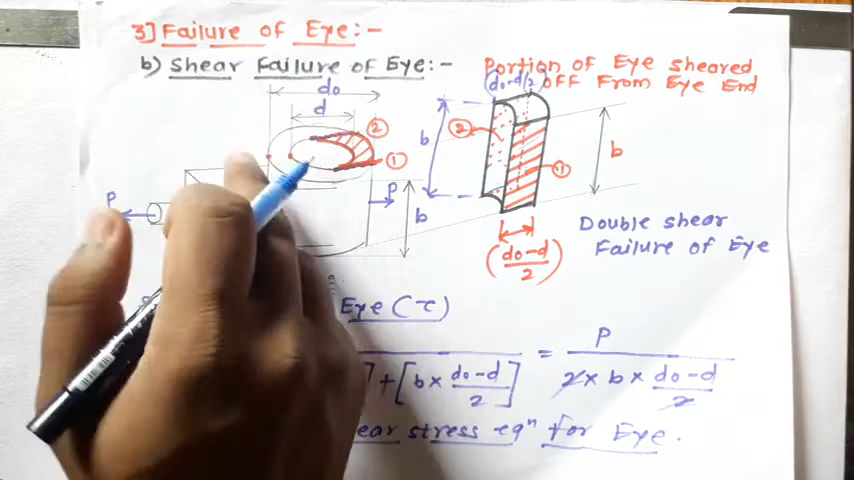 3] Failure of Eye:-
b) Shear Failure of Eye:-
Portion of Eye sheared
off From Eye End
do
d
(do-d/2)
②
①
b
②
①
b
P
P
b
(do-d/2)
Double shear
Failure of Eye
Eye (τ)
] + [b × do-d/2] = P / 2 × b × do-d/2
ear stress eqⁿ for Eye.